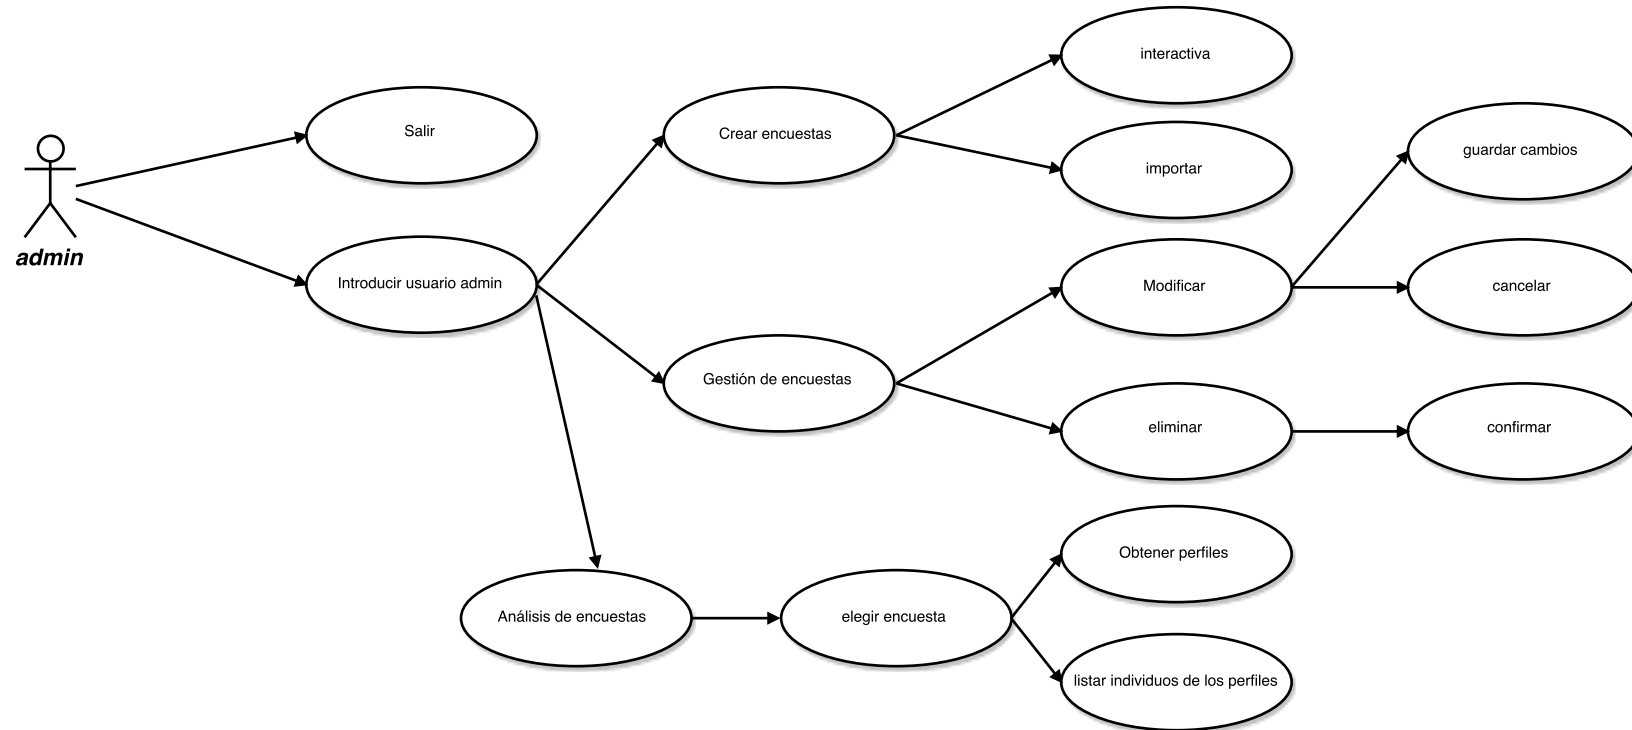 interactiva
Salir
Crear encuestas
importar
guardar cambios
admin
Introducir usuario admin
Modificar
cancelar
Gestión de encuestas
eliminar
confirmar
Obtener perfiles
Análisis de encuestas
elegir encuesta
listar individuos de los perfiles